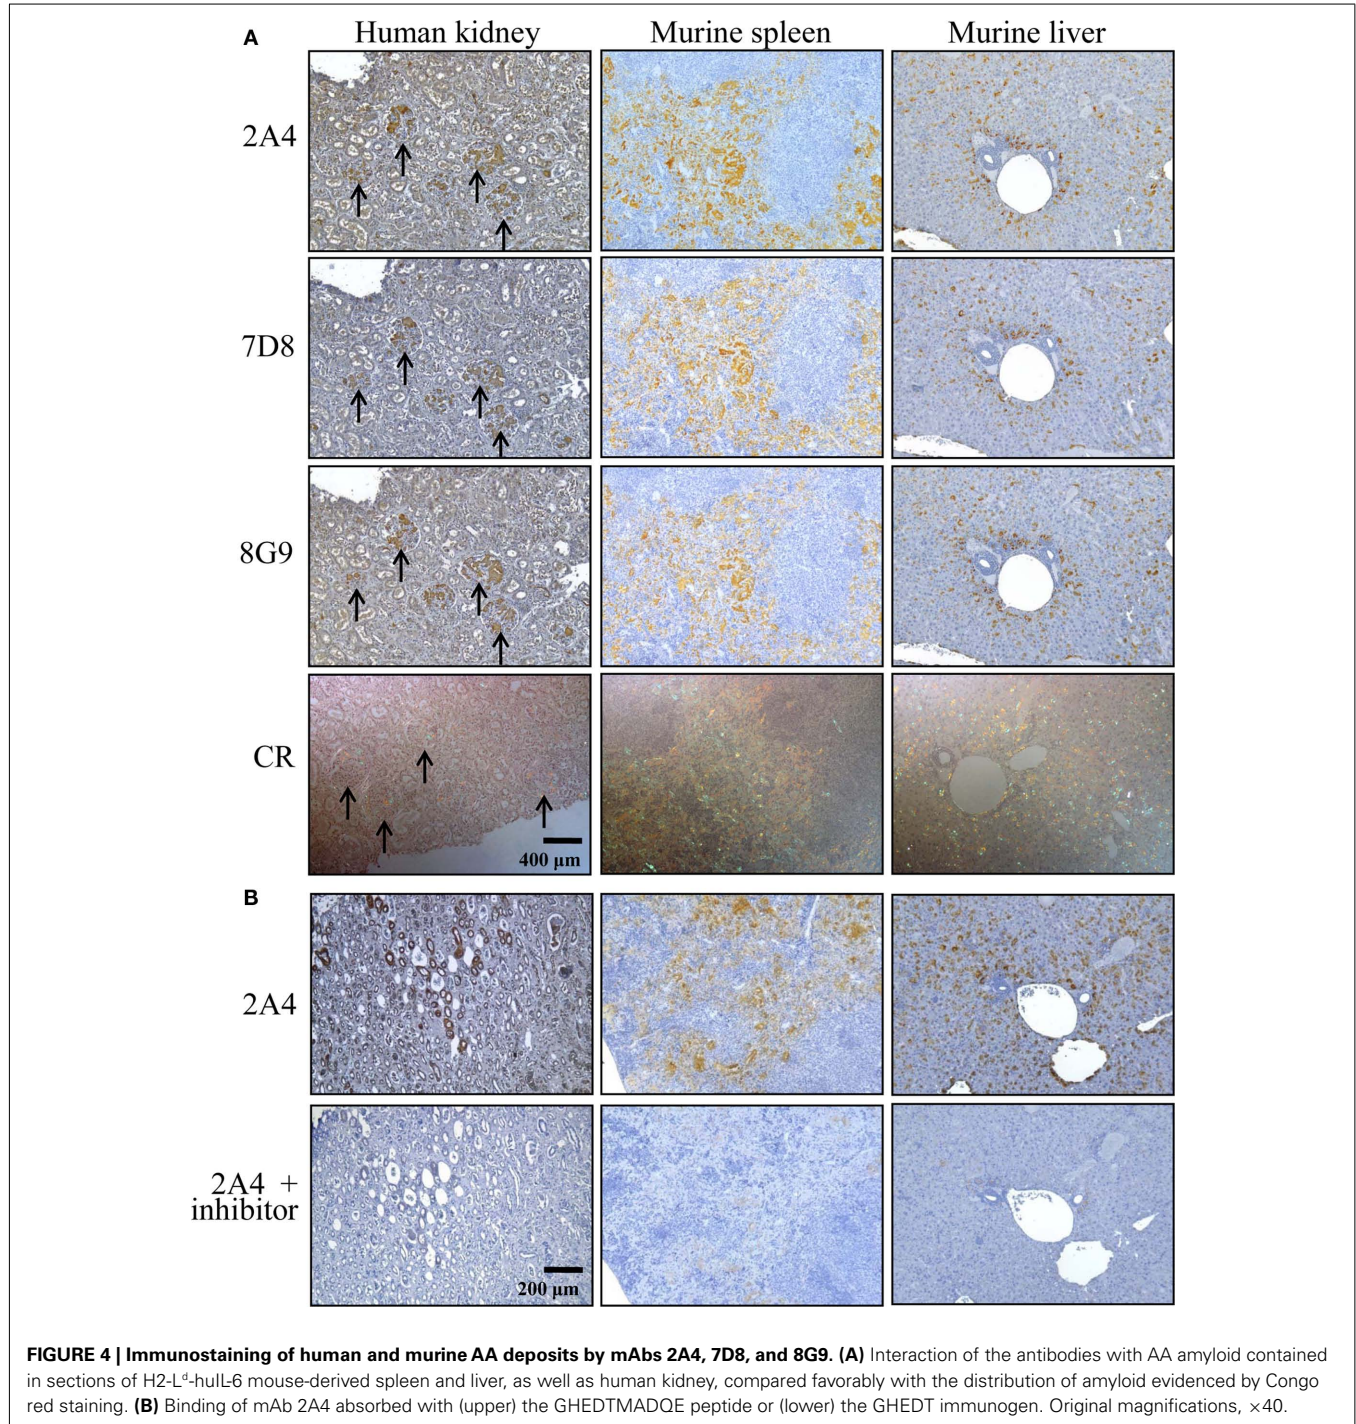 A
Human kidney
Murine spleen
Murine liver
2A4
7D8
8G9
CR
400 µm
B
2A4
2A4 +
inhibitor
200 µm
FIGURE 4 | Immunostaining of human and murine AA deposits by mAbs 2A4, 7D8, and 8G9. (A) Interaction of the antibodies with AA amyloid contained
in sections of H2-Lᵈ-huIL-6 mouse-derived spleen and liver, as well as human kidney, compared favorably with the distribution of amyloid evidenced by Congo
red staining. (B) Binding of mAb 2A4 absorbed with (upper) the GHEDTMADQE peptide or (lower) the GHEDT immunogen. Original magnifications, ×40.